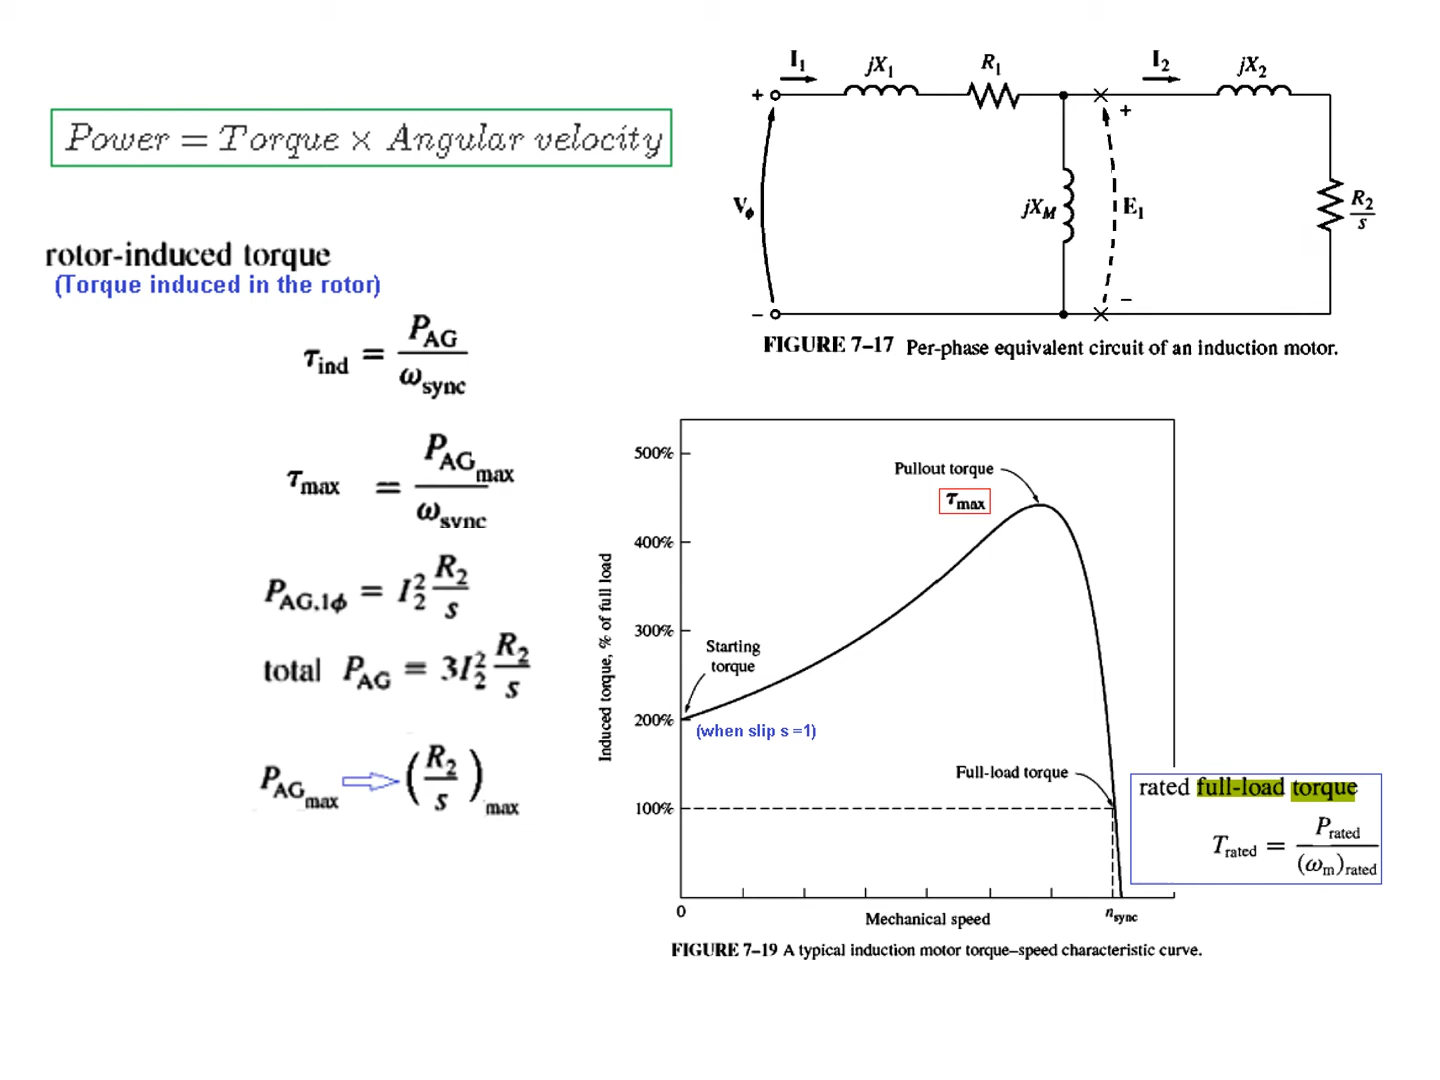 Power = Torque × Angular velocity
rotor-induced torque
(Torque induced in the rotor)
τind = PAG / ωsync
τmax = PAGmax / ωsync
PAG,1ϕ = I₂² R₂/s
total PAG = 3I₂² R₂/s
PAGmax ⇨ (R₂/s)max
I₁
jX₁
R₁
I₂
jX₂
+
+
Vϕ
jXM
E₁
R₂/s
–
–
FIGURE 7–17 Per-phase equivalent circuit of an induction motor.
500%
400%
300%
200%
100%
Induced torque, % of full load
Pullout torque
τmax
Starting
torque
(when slip s =1)
Full-load torque
rated full-load torque
Trated = Prated / (ωm)rated
0
Mechanical speed
nsync
FIGURE 7–19 A typical induction motor torque–speed characteristic curve.